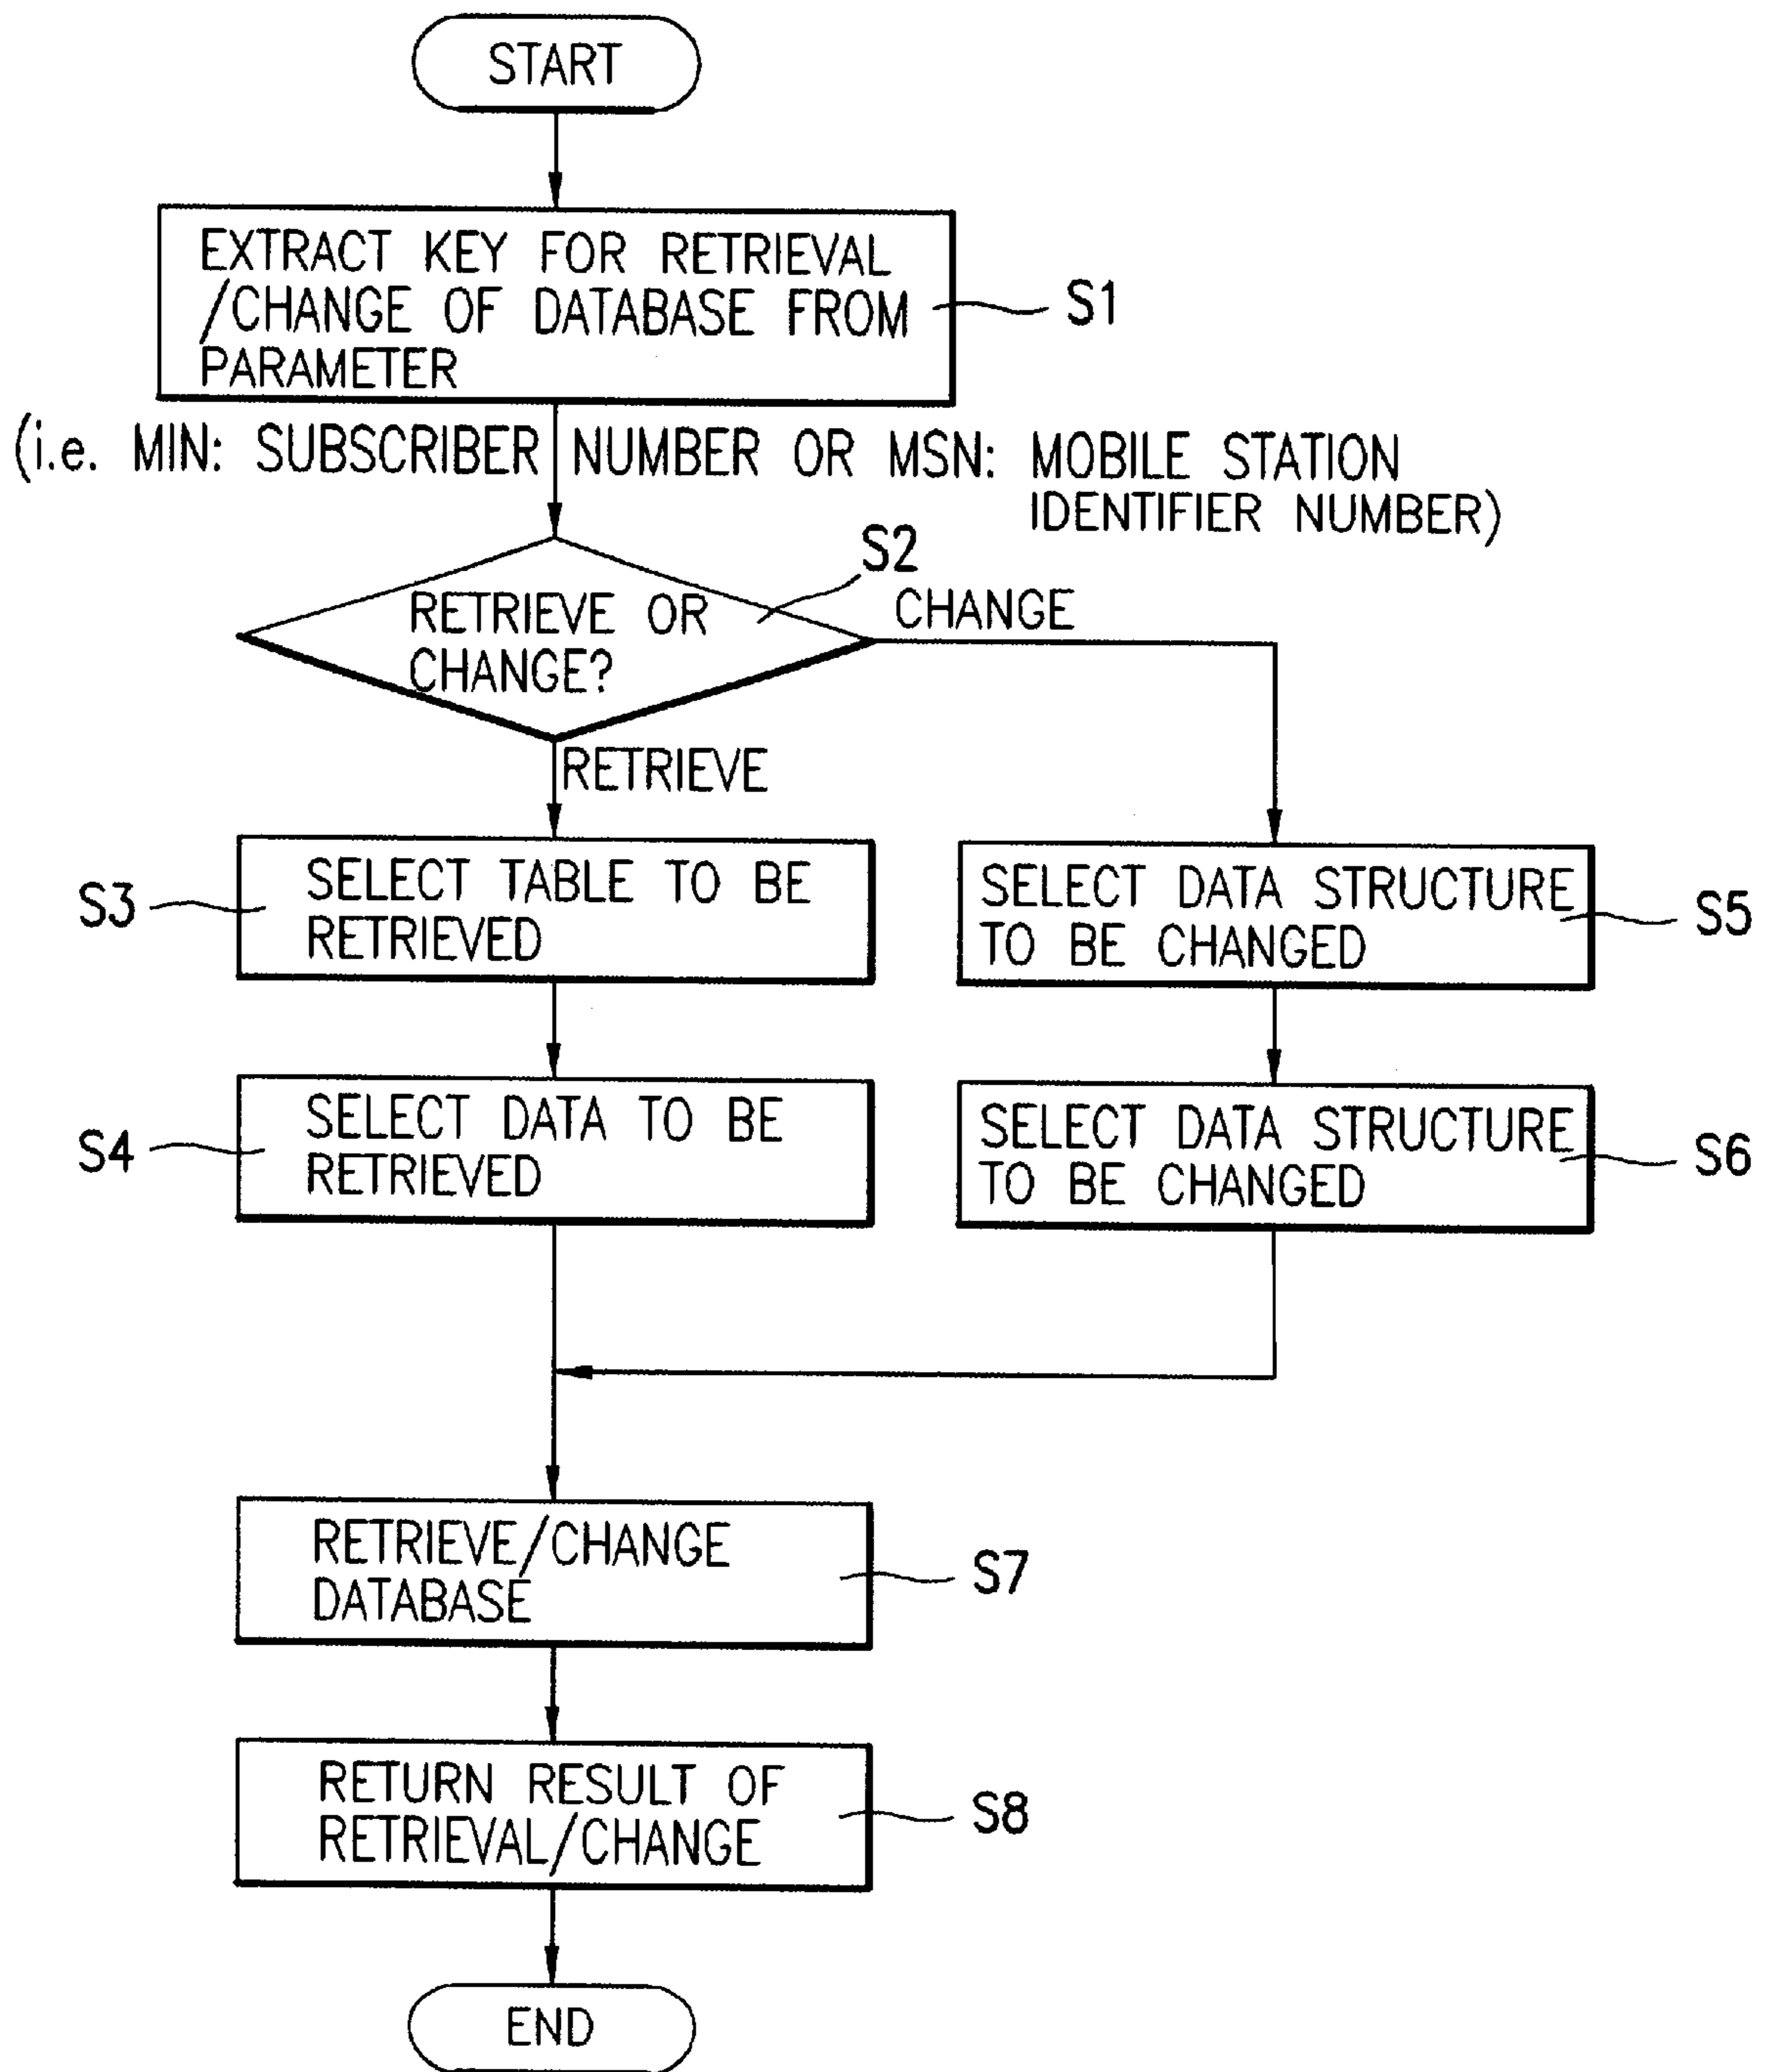 START
EXTRACT KEY FOR RETRIEVAL
/CHANGE OF DATABASE FROM
PARAMETER
S1
(i.e. MIN: SUBSCRIBER NUMBER OR MSN: MOBILE STATION
IDENTIFIER NUMBER)
S2
RETRIEVE OR
CHANGE?
CHANGE
RETRIEVE
S3
SELECT TABLE TO BE
RETRIEVED
SELECT DATA STRUCTURE
TO BE CHANGED
S5
S4
SELECT DATA TO BE
RETRIEVED
SELECT DATA STRUCTURE
TO BE CHANGED
S6
RETRIEVE/CHANGE
DATABASE
S7
RETURN RESULT OF
RETRIEVAL/CHANGE
S8
END